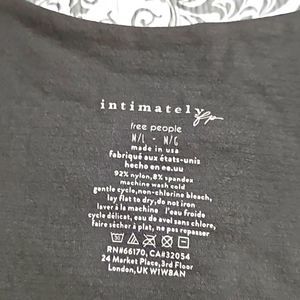 intimately fp
free people
M/L - M/G
made in usa
fabriqué aux états-unis
hecho en ee.uu
92% nylon, 8% spandex
machine wash cold
gentle cycle, non-chlorine bleach,
lay flat to dry, do not iron
laver à la machine l'eau froide
cycle délicat, eau de javel sans chlore,
faire sécher à plat, ne pas repasser
RN#66170, CA#32054
24 Market Place, 3rd Floor
London, UK W1W8AN